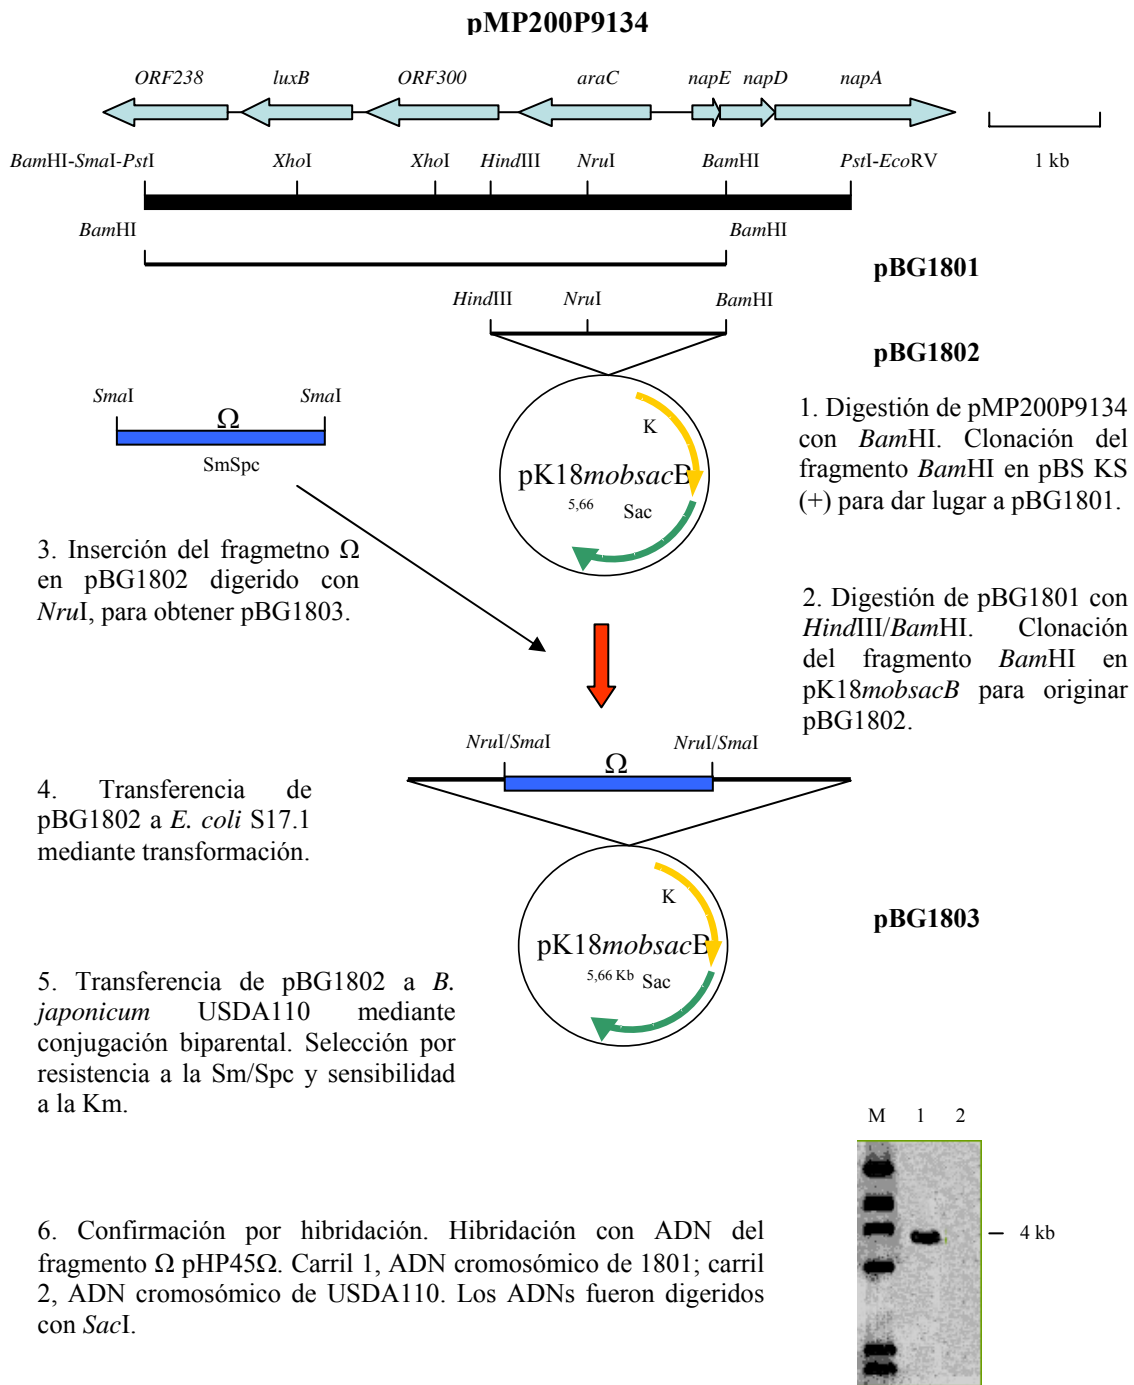 pMP200P9134
ORF238 luxB ORF300 araC napE napD napA
BamHI-SmaI-PstI XhoI XhoI HindIII NruI BamHI PstI-EcoRV 1 kb
BamHI BamHI
pBG1801
HindIII NruI BamHI
pBG1802
SmaI SmaI
Ω
SmSpc
K
pK18mobsacB
5,66
Sac
1. Digestión de pMP200P9134
con BamHI. Clonación del
fragmento BamHI en pBS KS
(+) para dar lugar a pBG1801.
3. Inserción del fragmetno Ω
en pBG1802 digerido con
NruI, para obtener pBG1803.
2. Digestión de pBG1801 con
HindIII/BamHI. Clonación
del fragmento BamHI en
pK18mobsacB para originar
pBG1802.
NruI/SmaI NruI/SmaI
Ω
4. Transferencia de
pBG1802 a E. coli S17.1
mediante transformación.
K
pK18mobsacB
5,66 Kb Sac
pBG1803
5. Transferencia de pBG1802 a B.
japonicum USDA110 mediante
conjugación biparental. Selección por
resistencia a la Sm/Spc y sensibilidad
a la Km.
M 1 2
4 kb
6. Confirmación por hibridación. Hibridación con ADN del
fragmento Ω pHP45Ω. Carril 1, ADN cromosómico de 1801; carril
2, ADN cromosómico de USDA110. Los ADNs fueron digeridos
con SacI.